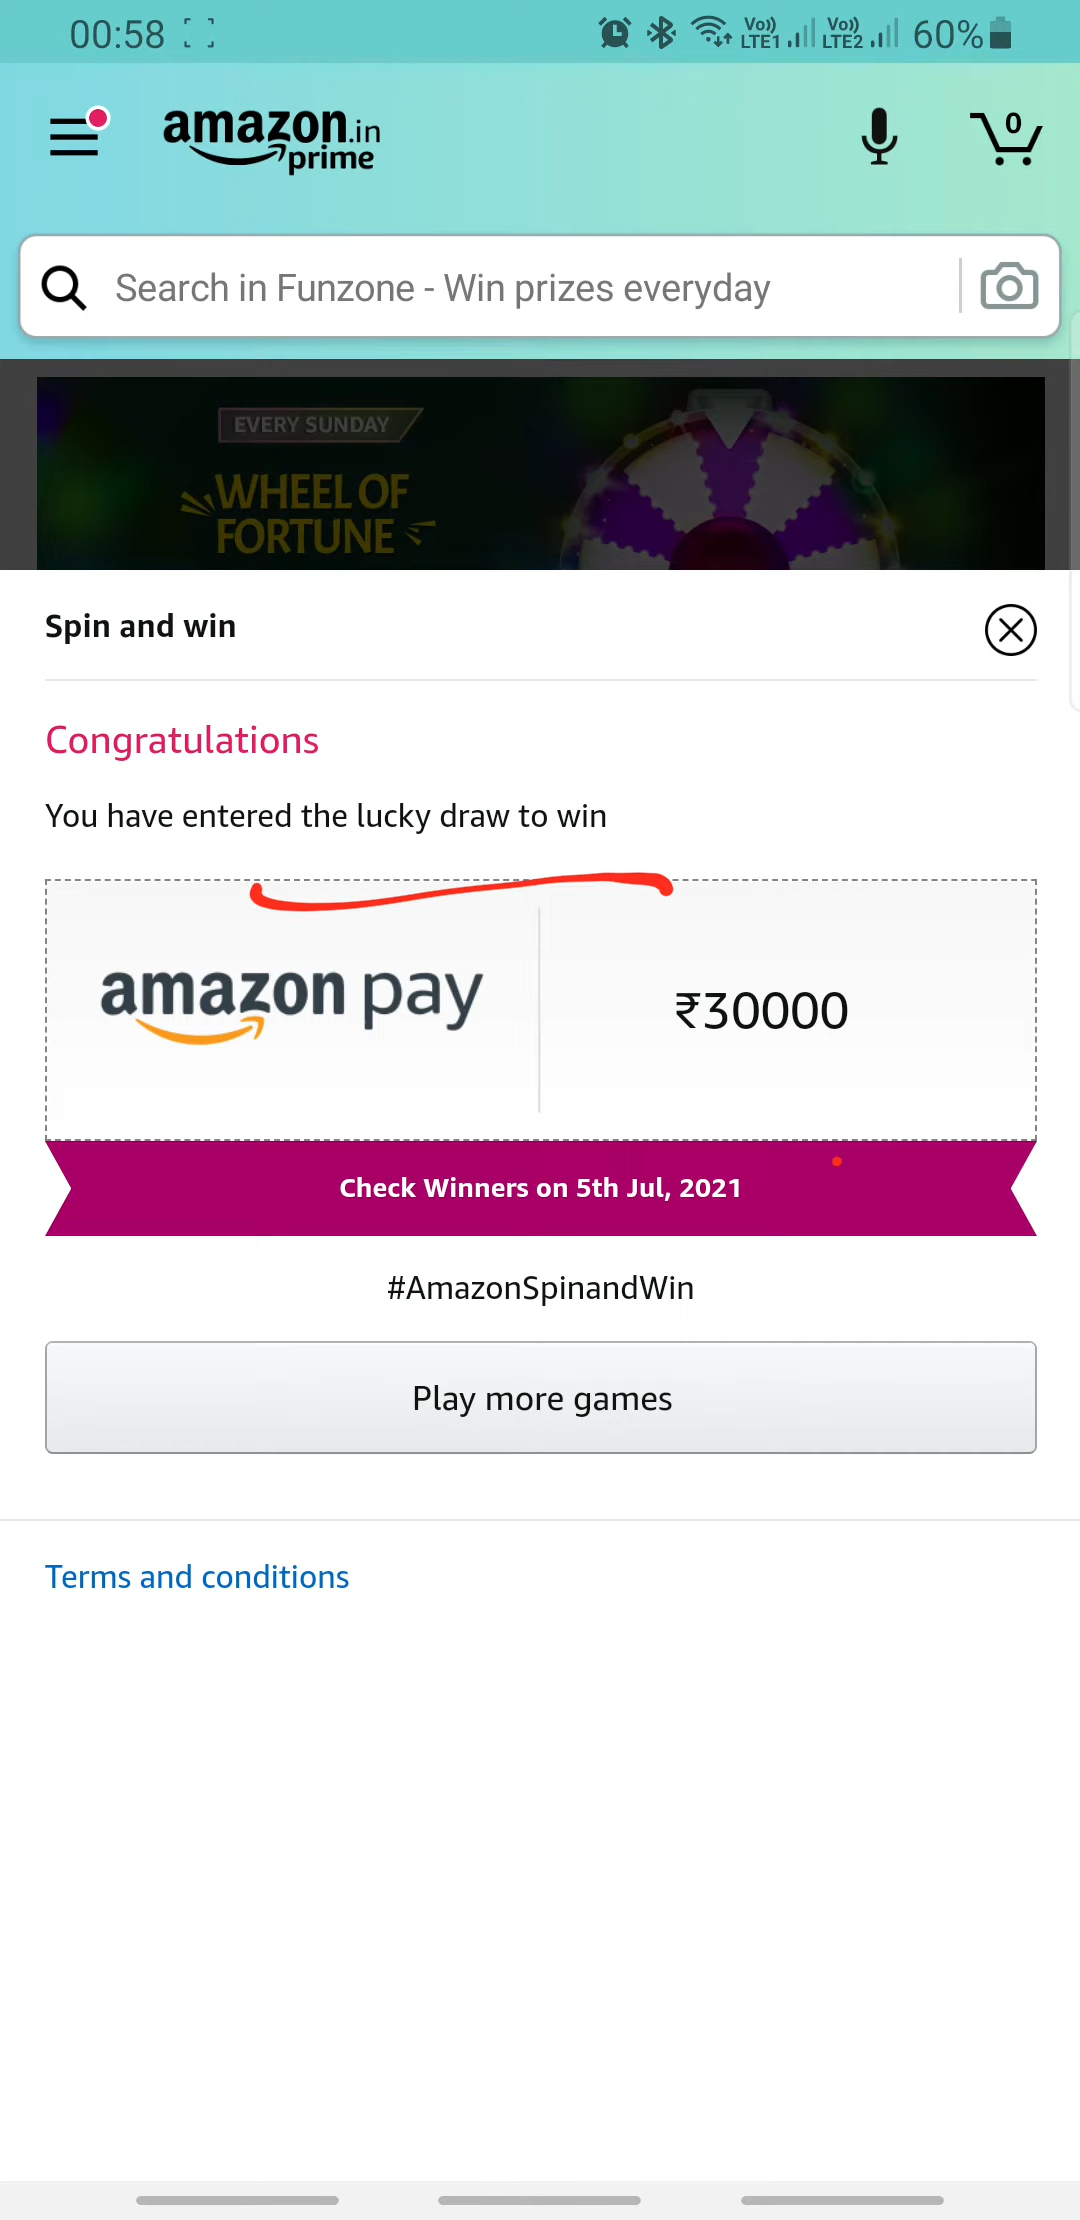 00:58
Vo)) LTE1 Vo)) LTE2 60%
amazon.in
prime
0
Search in Funzone - Win prizes everyday
EVERY SUNDAY
WHEEL OF
FORTUNE
Spin and win
Congratulations
You have entered the lucky draw to win
amazon pay
₹30000
Check Winners on 5th Jul, 2021
#AmazonSpinandWin
Play more games
Terms and conditions